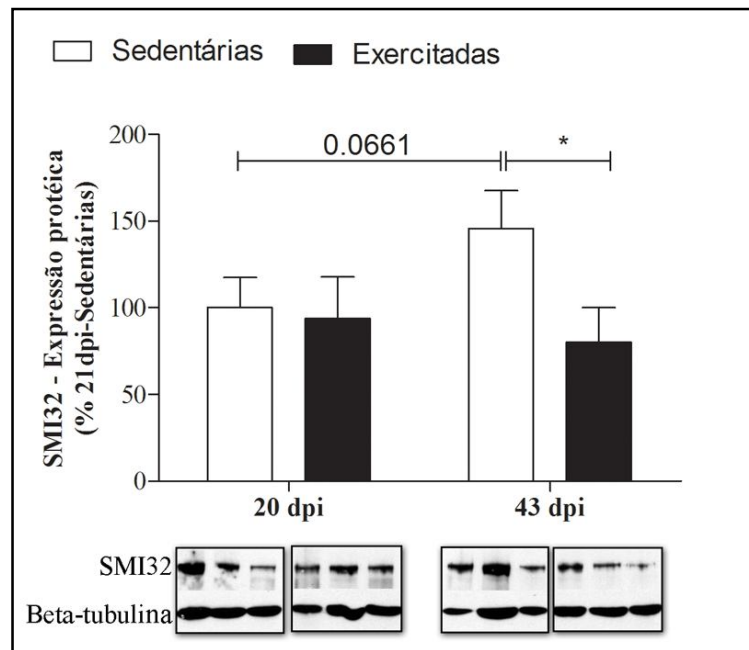 Sedentárias Exercitadas
0.0661 *
SMI32 - Expressão protéica
(% 21dpi-Sedentárias)
200
150
100
50
0
20 dpi 43 dpi
SMI32
Beta-tubulina